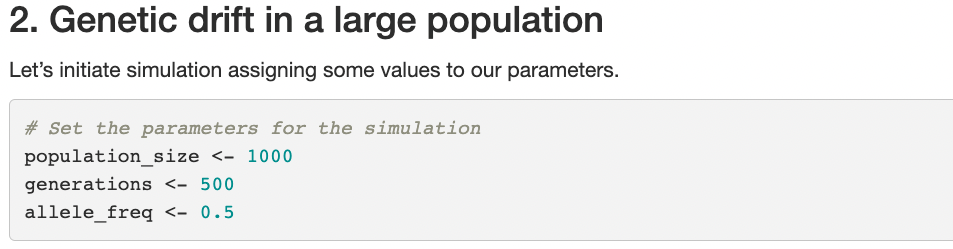 2. Genetic drift in a large population
Let’s initiate simulation assigning some values to our parameters.
# Set the parameters for the simulation
population_size <- 1000
generations <- 500
allele_freq <- 0.5